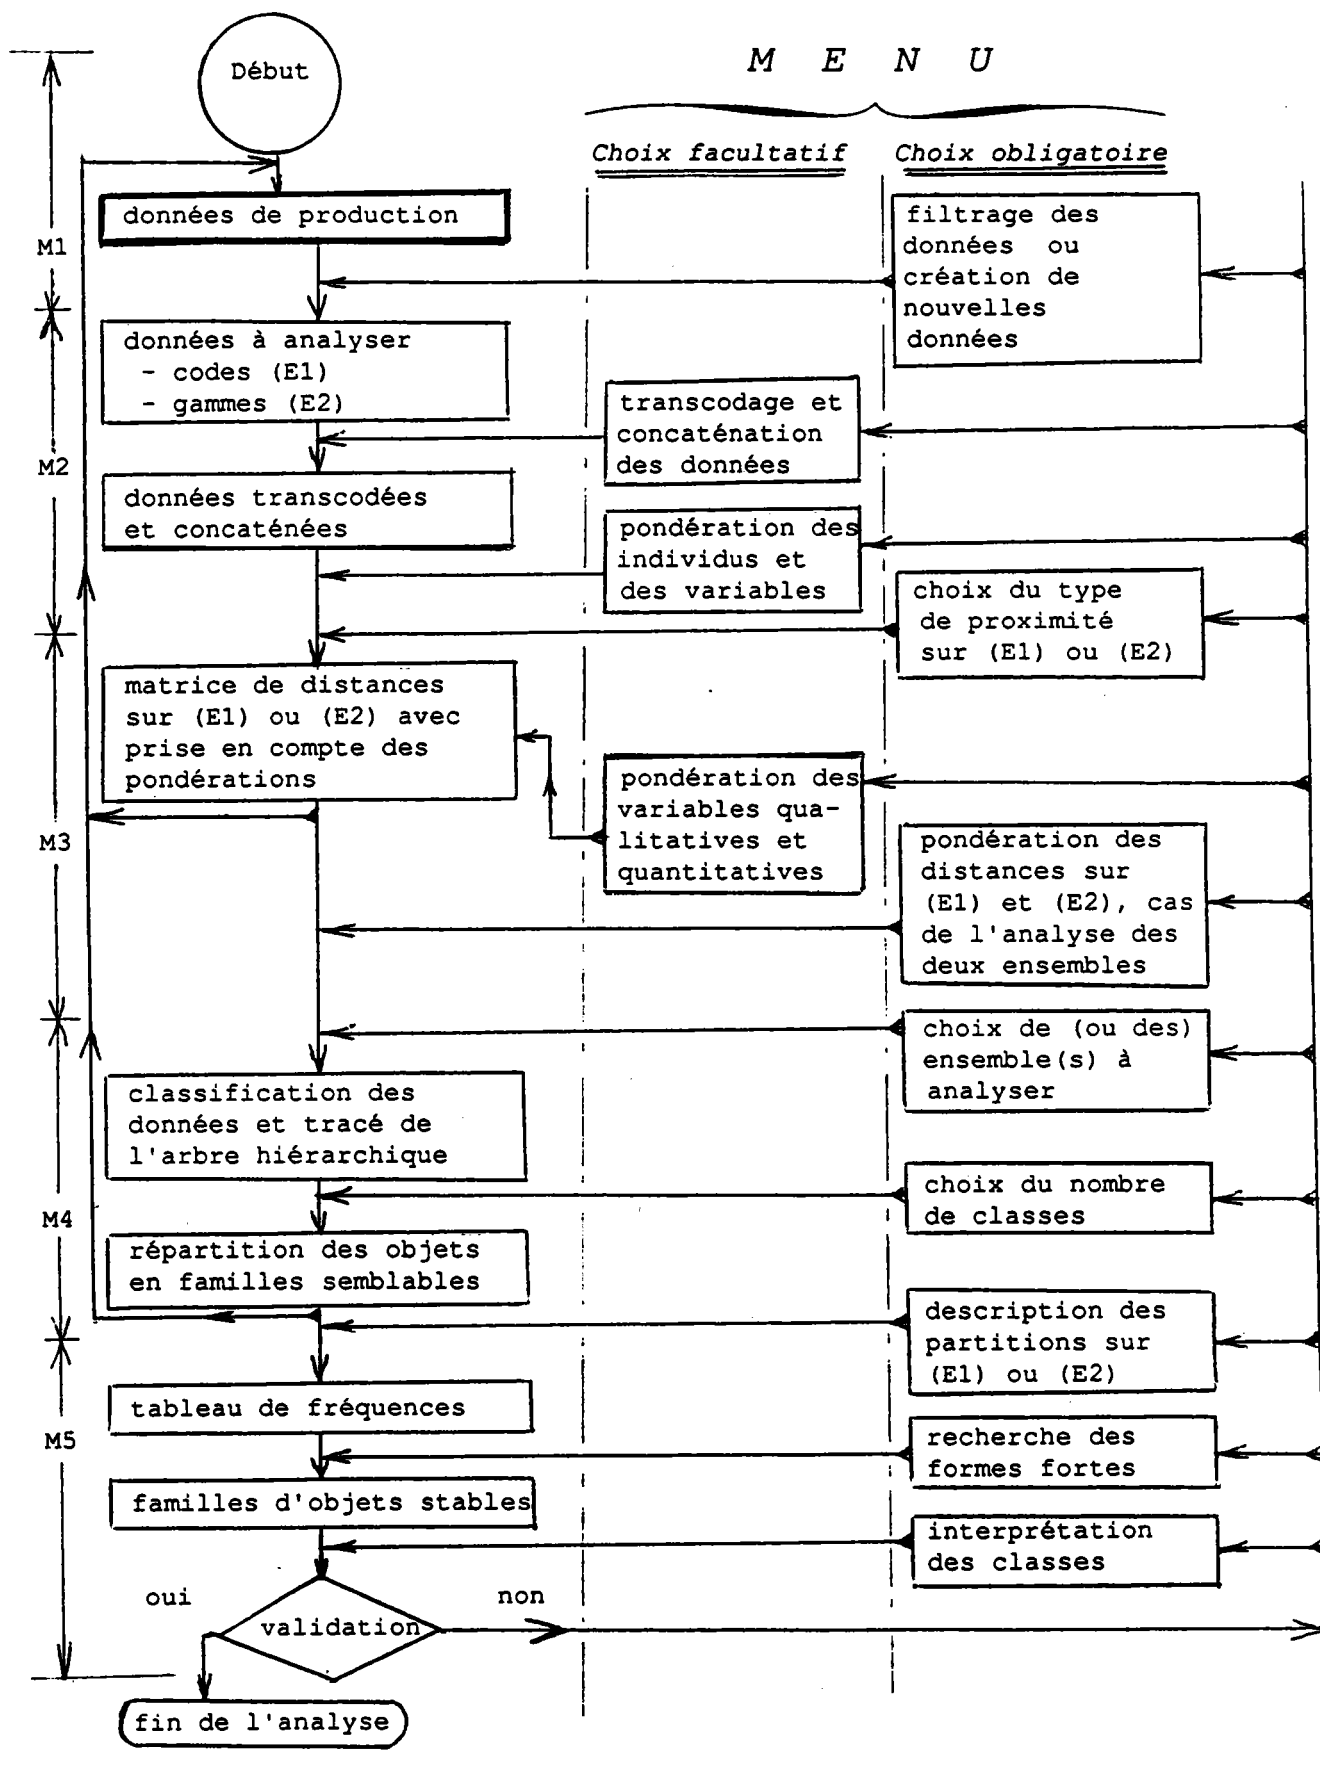 Début
M E N U
Choix facultatif
Choix obligatoire
données de production
filtrage des
données ou
création de
nouvelles
données
M1
données à analyser
- codes (E1)
- gammes (E2)
transcodage et
concaténation
des données
M2
données transcodées
et concaténées
pondération des
individus et
des variables
choix du type
de proximité
sur (E1) ou (E2)
matrice de distances
sur (E1) ou (E2) avec
prise en compte des
pondérations
pondération des
variables qua-
litatives et
quantitatives
M3
pondération des
distances sur
(E1) et (E2), cas
de l'analyse des
deux ensembles
choix de (ou des)
ensemble(s) à
analyser
classification des
données et tracé de
l'arbre hiérarchique
choix du nombre
de classes
M4
répartition des objets
en familles semblables
description des
partitions sur
(E1) ou (E2)
tableau de fréquences
M5
recherche des
formes fortes
familles d'objets stables
interprétation
des classes
oui
non
validation
fin de l'analyse